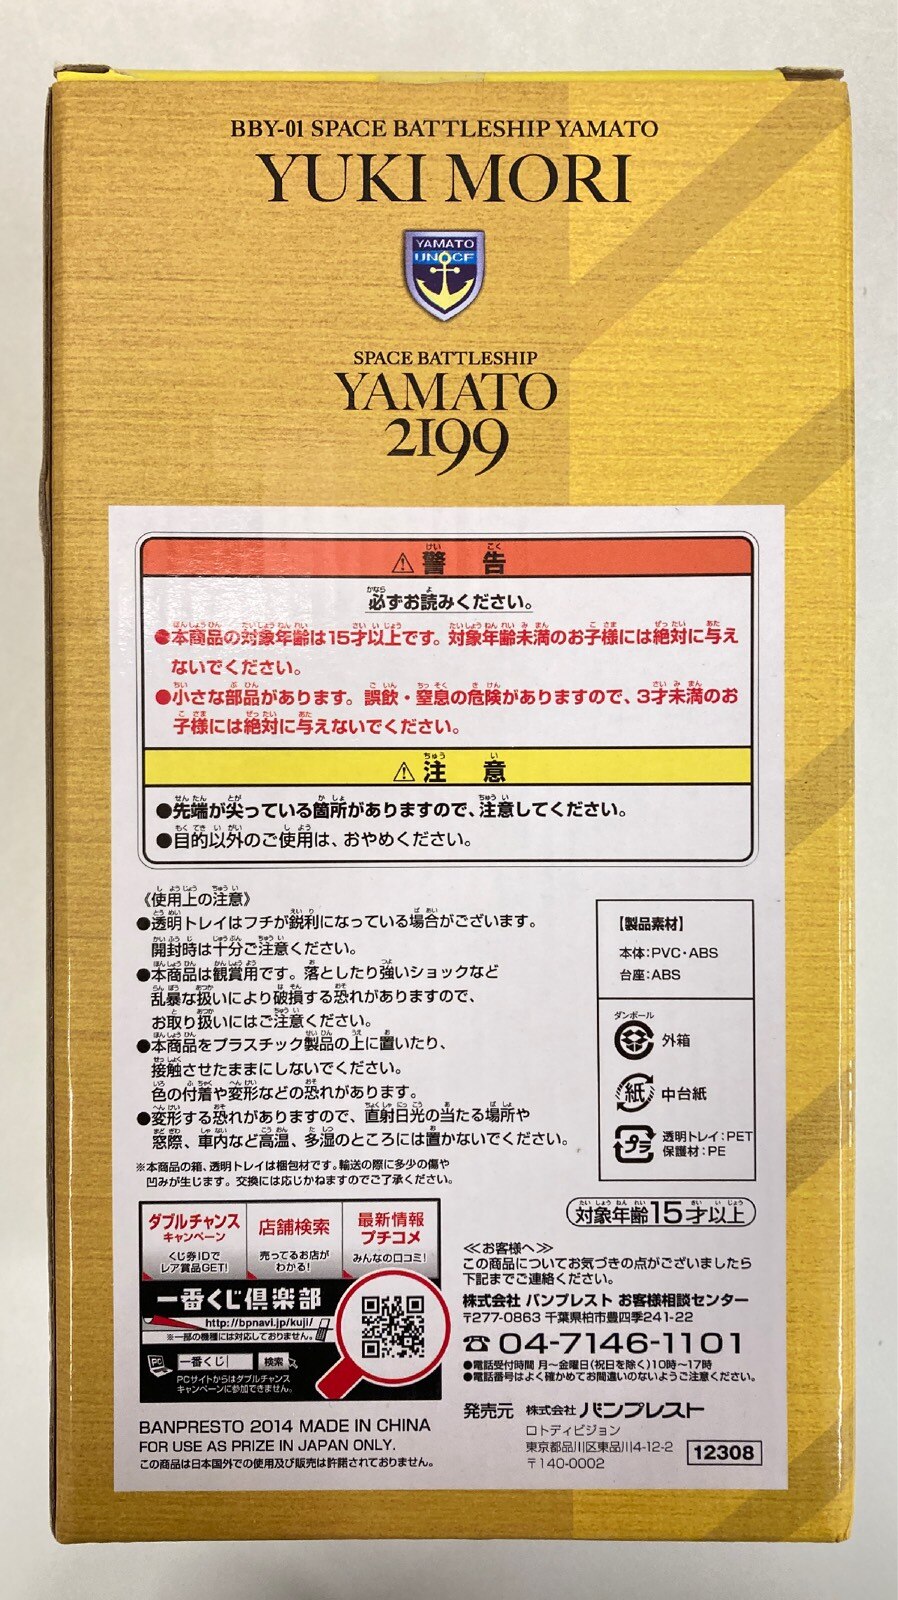 BBY-01 SPACE BATTLESHIP YAMATO
YUKI MORI
YAMATO
UNOCF
SPACE BATTLESHIP
YAMATO
2199
⚠警告
必ずお読みください。
●本商品の対象年齢は15才以上です。対象年齢未満のお子様には絶対に与え
ないでください。
●小さな部品があります。誤飲・窒息の危険がありますので、3才未満のお
子様には絶対に与えないでください。
⚠注意
●先端が尖っている箇所がありますので、注意してください。
●目的以外のご使用は、おやめください。
《使用上の注意》
●透明トレイはフチが鋭利になっている場合がございます。
開封時は十分ご注意ください。
●本商品は観賞用です。落としたり強いショックなど
乱暴な扱いにより破損する恐れがありますので、
お取り扱いにはご注意ください。
●本商品をプラスチック製品の上に置いたり、
接触させたままにしないでください。
色の付着や変形などの恐れがあります。
●変形する恐れがありますので、直射日光の当たる場所や
窓際、車内など高温、多湿のところには置かないでください。
※本商品の箱、透明トレイは梱包材です。輸送の際に多少の傷や
凹みが生じます。交換には応じかねますのでご了承ください。
【製品素材】
本体:PVC・ABS
台座:ABS
ダンボール
外箱
紙
中台紙
プラ
透明トレイ:PET
保護材:PE
対象年齢15才以上
ダブルチャンス
キャンペーン
くじ券IDで
レア賞品GET!
店舗検索
売ってるお店が
わかる!
最新情報
プチコメ
みんなの口コミ!
一番くじ倶楽部
http://bpnavi.jp/kuji/
※一部の機種には対応しておりません。
PC
一番くじ
検索
PCサイトからはダブルチャンス
キャンペーンに参加できません。
≪お客様へ≫
この商品についてお気づきの点がございましたら
下記までご連絡ください。
株式会社 バンプレスト お客様相談センター
〒277-0863 千葉県柏市豊四季241-22
☎04-7146-1101
●電話受付時間 月〜金曜日(祝日を除く)10時〜17時
●電話番号はよく確かめてお間違いのないようご注意ください。
発売元 株式会社 バンプレスト
ロトディビジョン
東京都品川区東品川4-12-2
〒140-0002
12308
BANPRESTO 2014 MADE IN CHINA
FOR USE AS PRIZE IN JAPAN ONLY.
この商品は日本国外での使用及び販売は許諾されておりません。